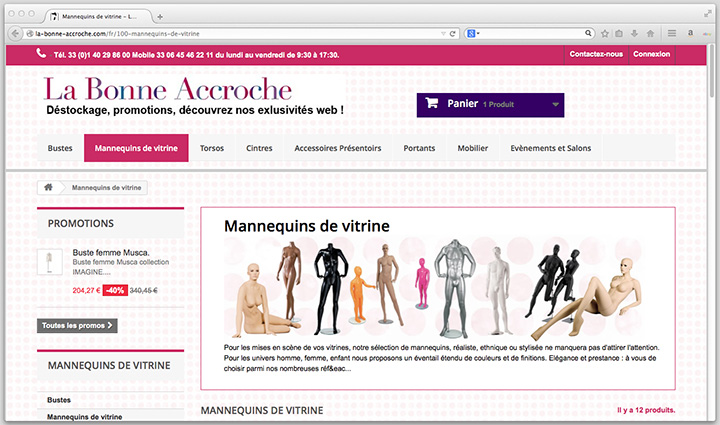 Mannequins de vitrine – L...
la-bonne-accroche.com/fr/100-mannequins-de-vitrine
Tél. 33 (0)1 40 29 86 00 Mobile 33 06 45 46 22 11 du lundi au vendredi de 9:30 à 17:30.
Contactez-nous
Connexion
La Bonne Accroche
Déstockage, promotions, découvrez nos exlusivités web !
Panier 1 Produit
Bustes
Mannequins de vitrine
Torsos
Cintres
Accessoires Présentoirs
Portants
Mobilier
Evènements et Salons
Mannequins de vitrine
PROMOTIONS
Buste femme Musca.
Buste femme Musca collection
IMAGINE....
204,27 € -40% 340,45 €
Toutes les promos
MANNEQUINS DE VITRINE
Bustes
Mannequins de vitrine
Mannequins de vitrine
Pour les mises en scène de vos vitrines, notre sélection de mannequins, réaliste, ethnique ou stylisée ne manquera pas d'attirer l'attention.
Pour les univers homme, femme, enfant nous proposons un éventail étendu de couleurs et de finitions. Elégance et prestance : à vous de
choisir parmi nos nombreuses réf&eac...
MANNEQUINS DE VITRINE
Il y a 12 produits.